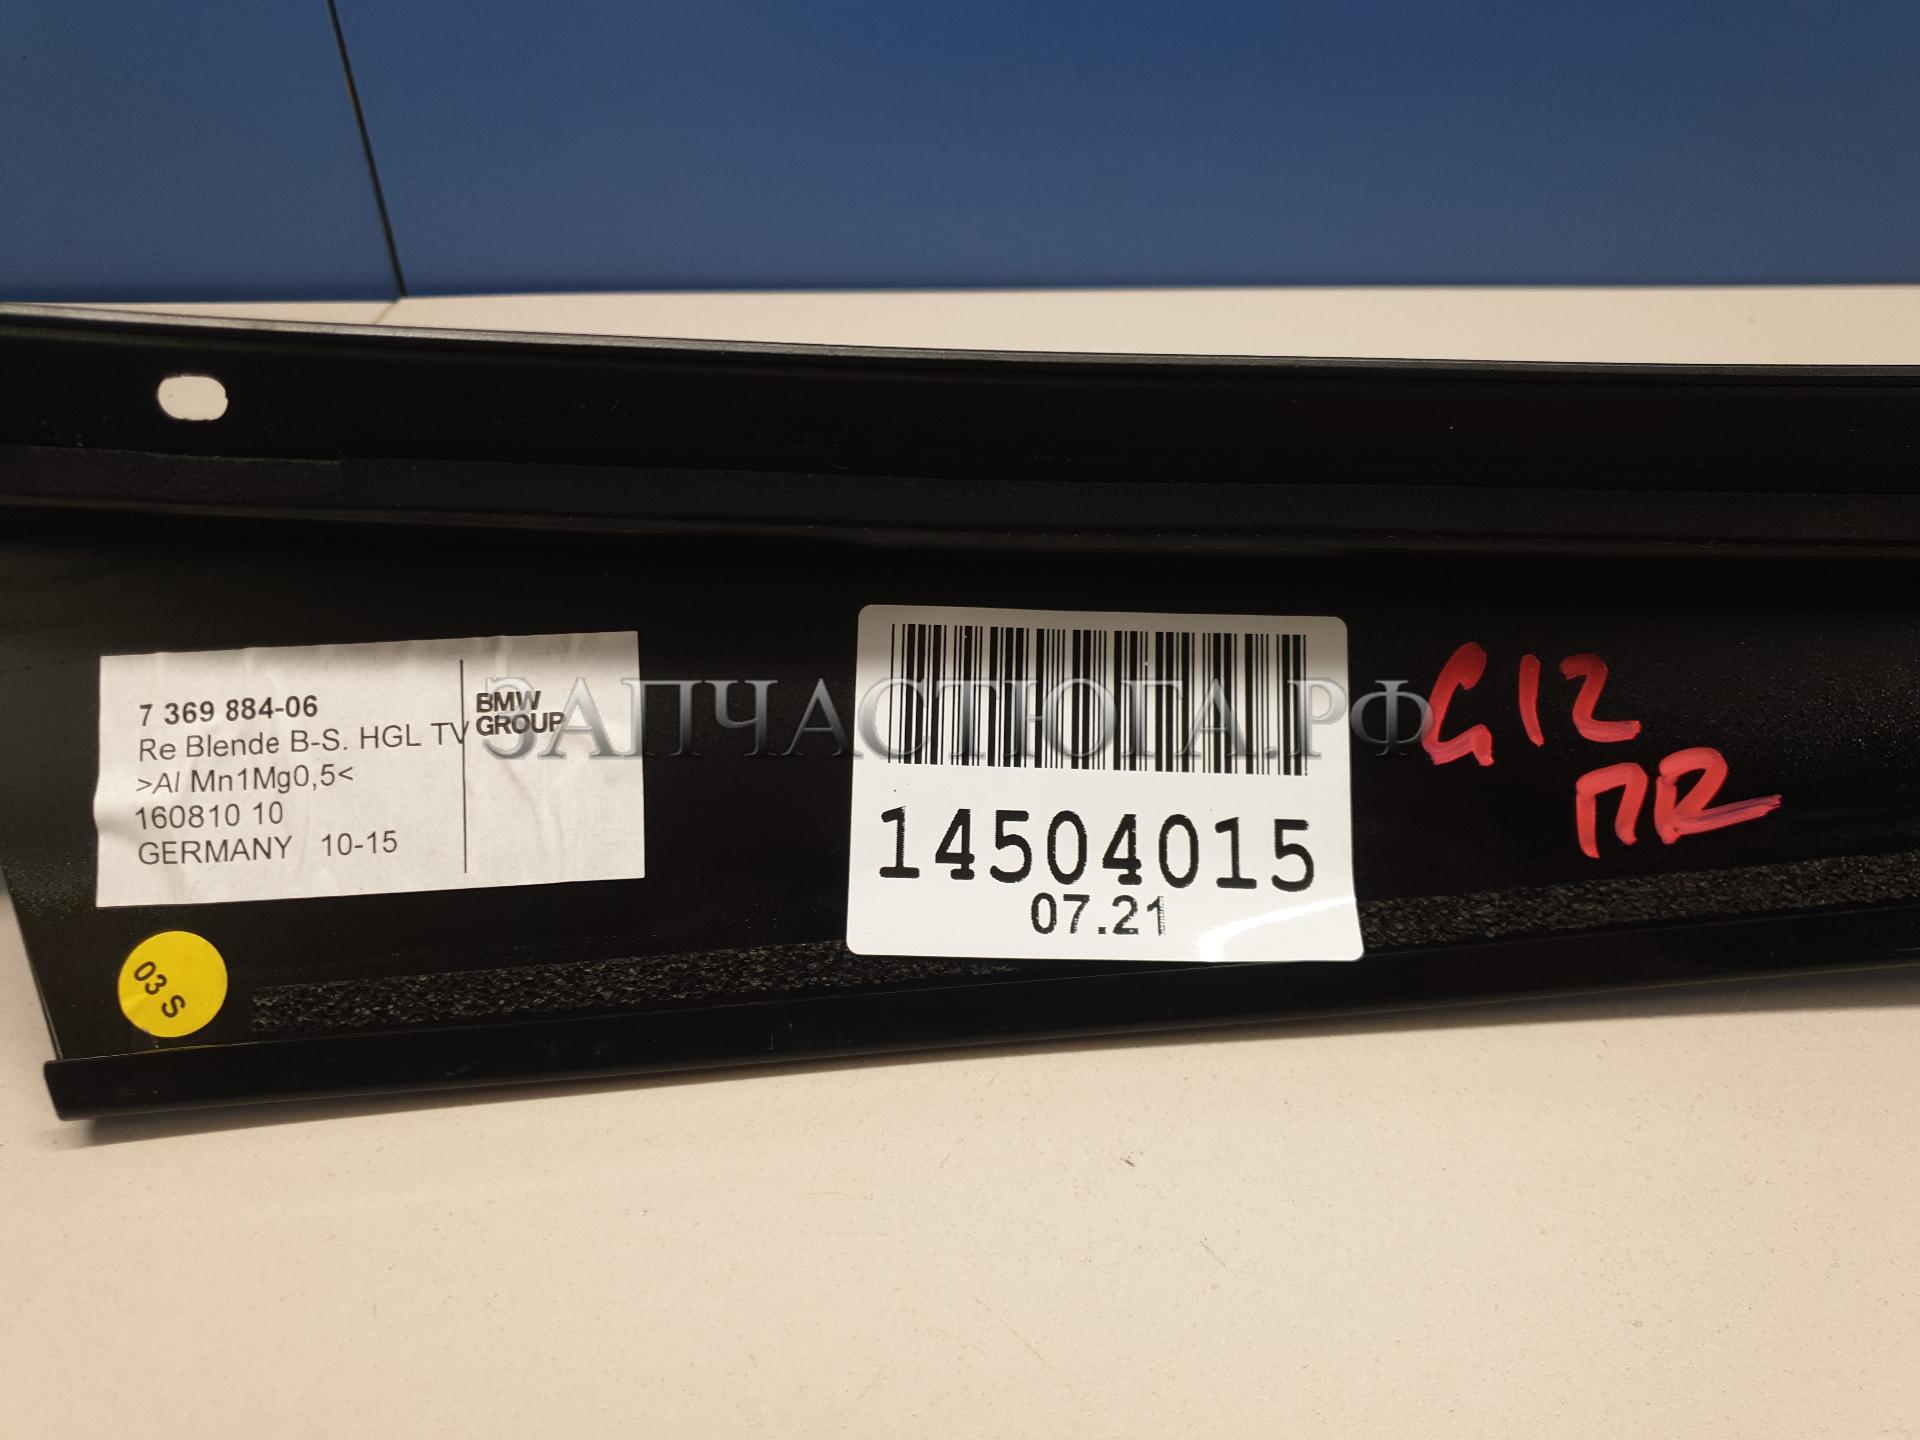 7 369 884-06
Re Blende B-S. HGL TV
>Al Mn1Mg0,5<
160810 10
GERMANY 10-15
BMW
GROUP
ЗАПЧАСТЮГА.РФ
14504015
07.21
G12
ПR
03 S